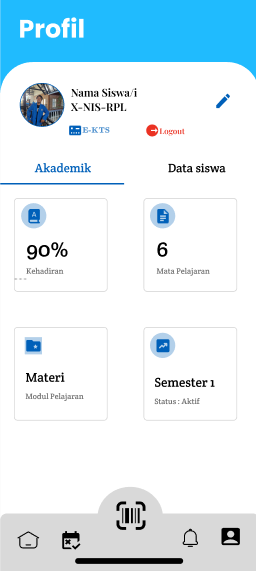 Profil
Nama Siswa/i
X-NIS-RPL
E-KTS
Logout
Akademik
Data siswa
90%
Kehadiran
6
Mata Pelajaran
Materi
Modul Pelajaran
Semester 1
Status : Aktif